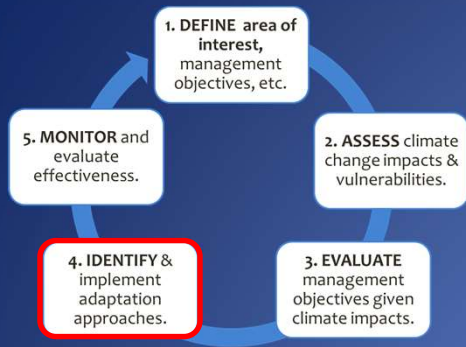 1. DEFINE area of
interest,
management
objectives, etc.
2. ASSESS climate
change impacts &
vulnerabilities.
3. EVALUATE
management
objectives given
climate impacts.
4. IDENTIFY &
implement
adaptation
approaches.
5. MONITOR and
evaluate
effectiveness.